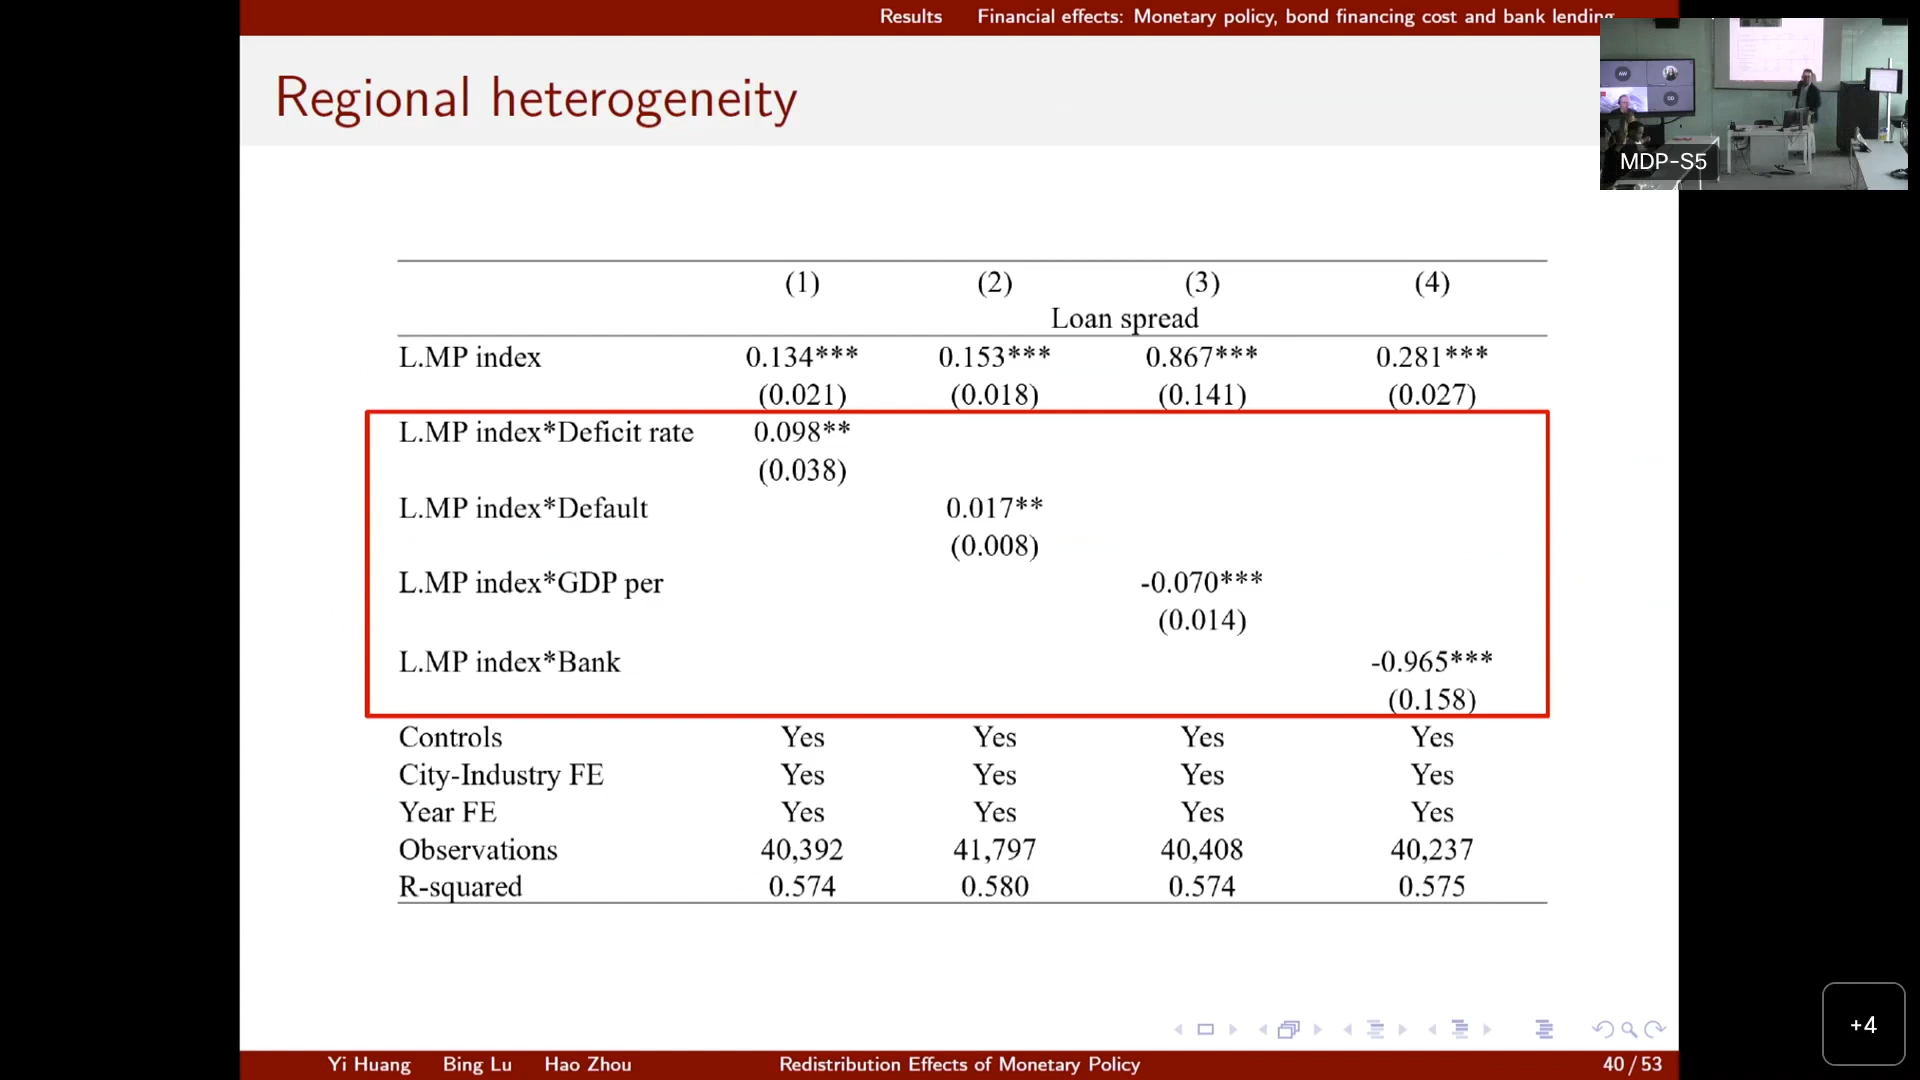 Results Financial effects: Monetary policy, bond financing cost and bank lending
Regional heterogeneity
MDP-S5
(1) (2) (3) (4)
Loan spread
L.MP index 0.134*** 0.153*** 0.867*** 0.281***
(0.021) (0.018) (0.141) (0.027)
L.MP index*Deficit rate 0.098**
(0.038)
L.MP index*Default 0.017**
(0.008)
L.MP index*GDP per -0.070***
(0.014)
L.MP index*Bank -0.965***
(0.158)
Controls Yes Yes Yes Yes
City-Industry FE Yes Yes Yes Yes
Year FE Yes Yes Yes Yes
Observations 40,392 41,797 40,408 40,237
R-squared 0.574 0.580 0.574 0.575
+4
Yi Huang Bing Lu Hao Zhou Redistribution Effects of Monetary Policy 40 / 53